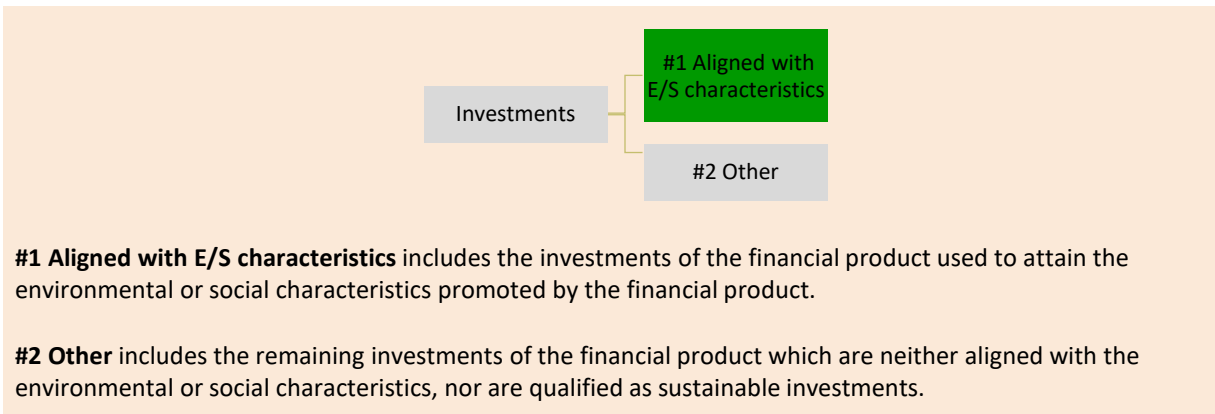 #1 Aligned with
E/S characteristics
Investments
#2 Other
#1 Aligned with E/S characteristics includes the investments of the financial product used to attain the
environmental or social characteristics promoted by the financial product.
#2 Other includes the remaining investments of the financial product which are neither aligned with the
environmental or social characteristics, nor are qualified as sustainable investments.